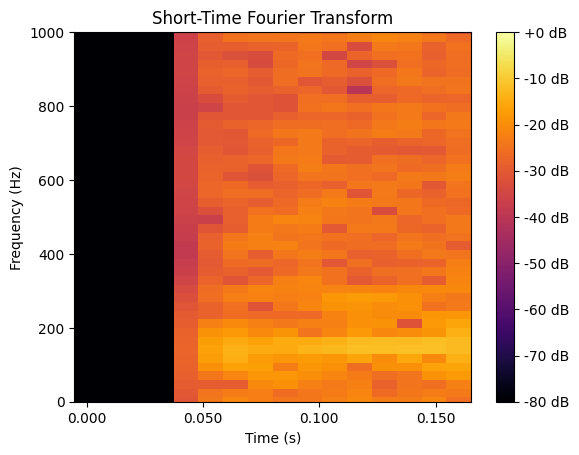 Short-Time Fourier Transform
1000
800
600
400
200
0
Frequency (Hz)
0.000
0.050
0.100
0.150
Time (s)
+0 dB
-10 dB
-20 dB
-30 dB
-40 dB
-50 dB
-60 dB
-70 dB
-80 dB